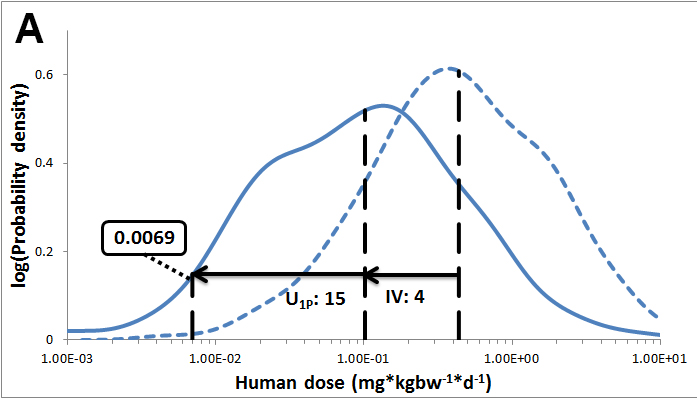 A
log(Probability density)
0.6
0.4
0.2
0
0.0069
U1P: 15
IV: 4
1.00E-03
1.00E-02
1.00E-01
1.00E+00
1.00E+01
Human dose (mg*kgbw-1*d-1)